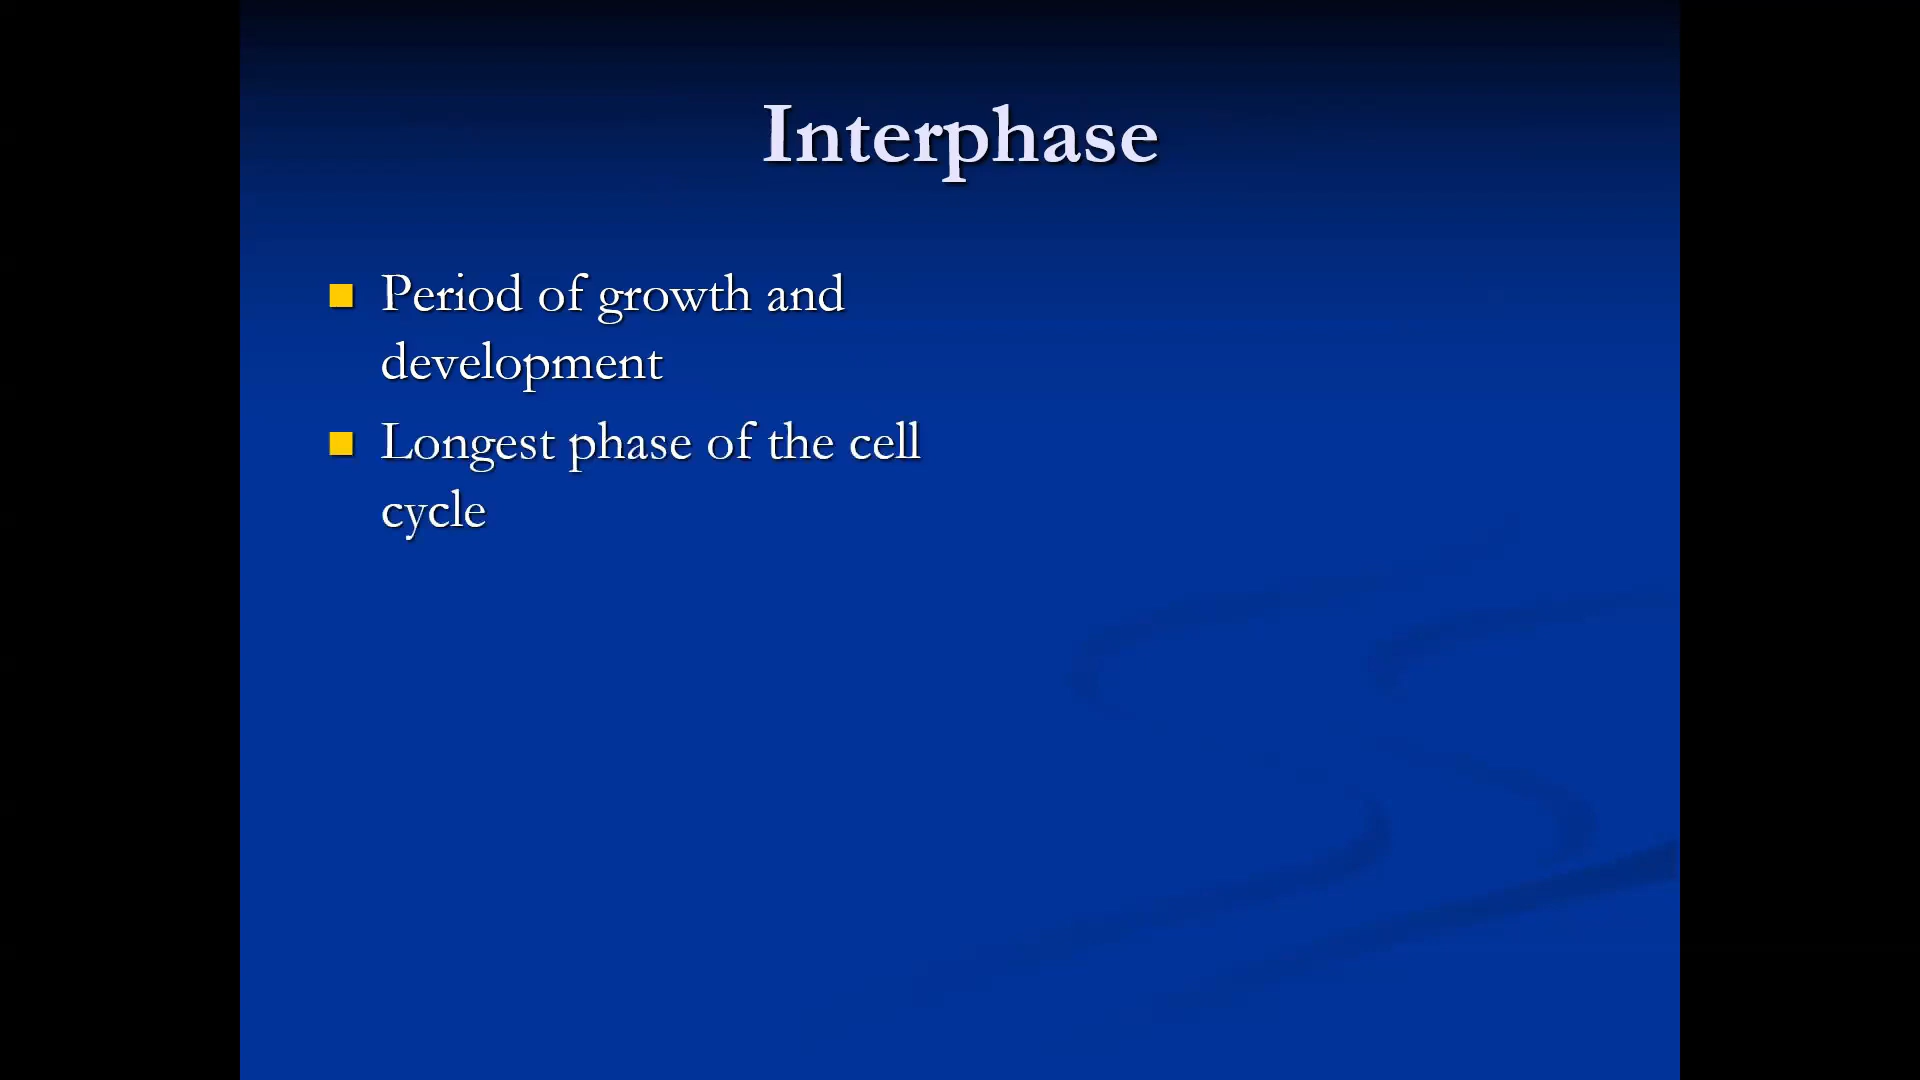 Interphase
Period of growth and
development
Longest phase of the cell
cycle